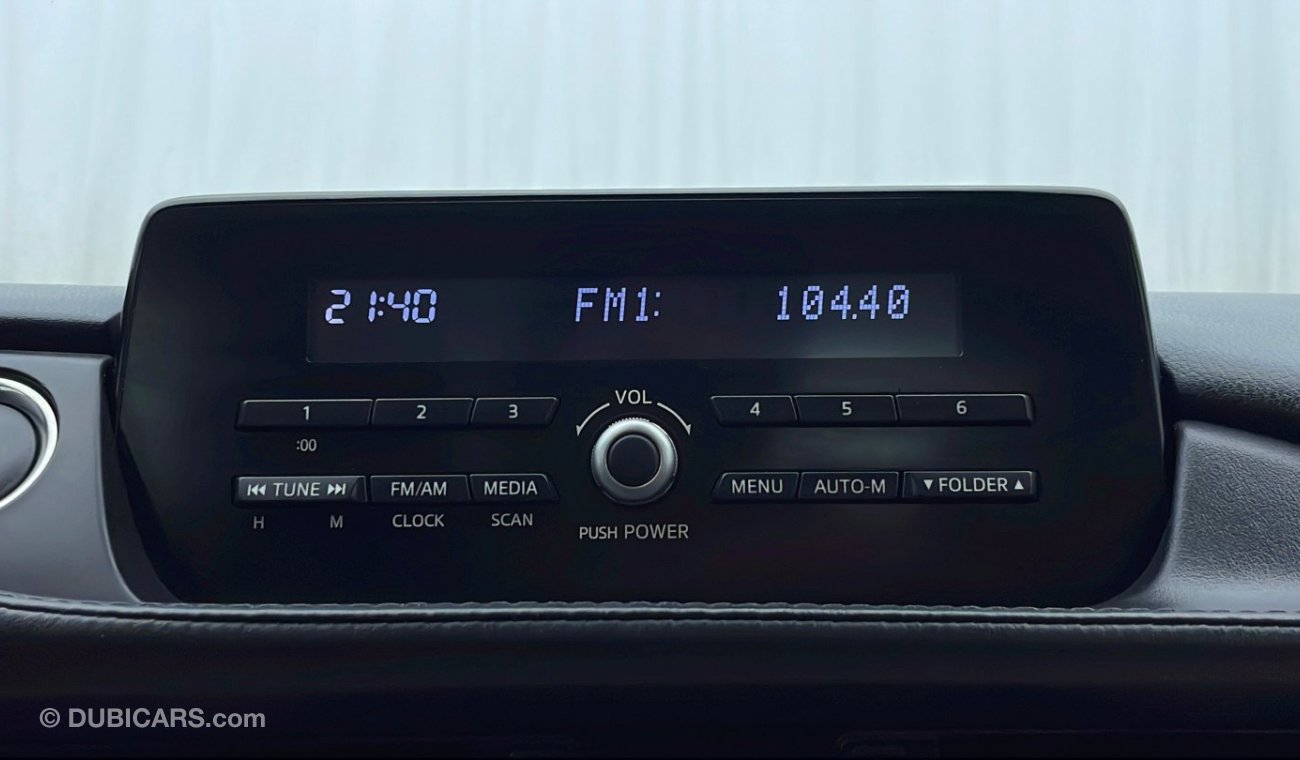 21:40 FM1: 104.40
VOL
1 2 3 4 5 6
:00
⏮ TUNE ⏭ FM/AM MEDIA MENU AUTO-M ▼ FOLDER ▲
H M CLOCK SCAN
PUSH POWER
© DUBICARS.com